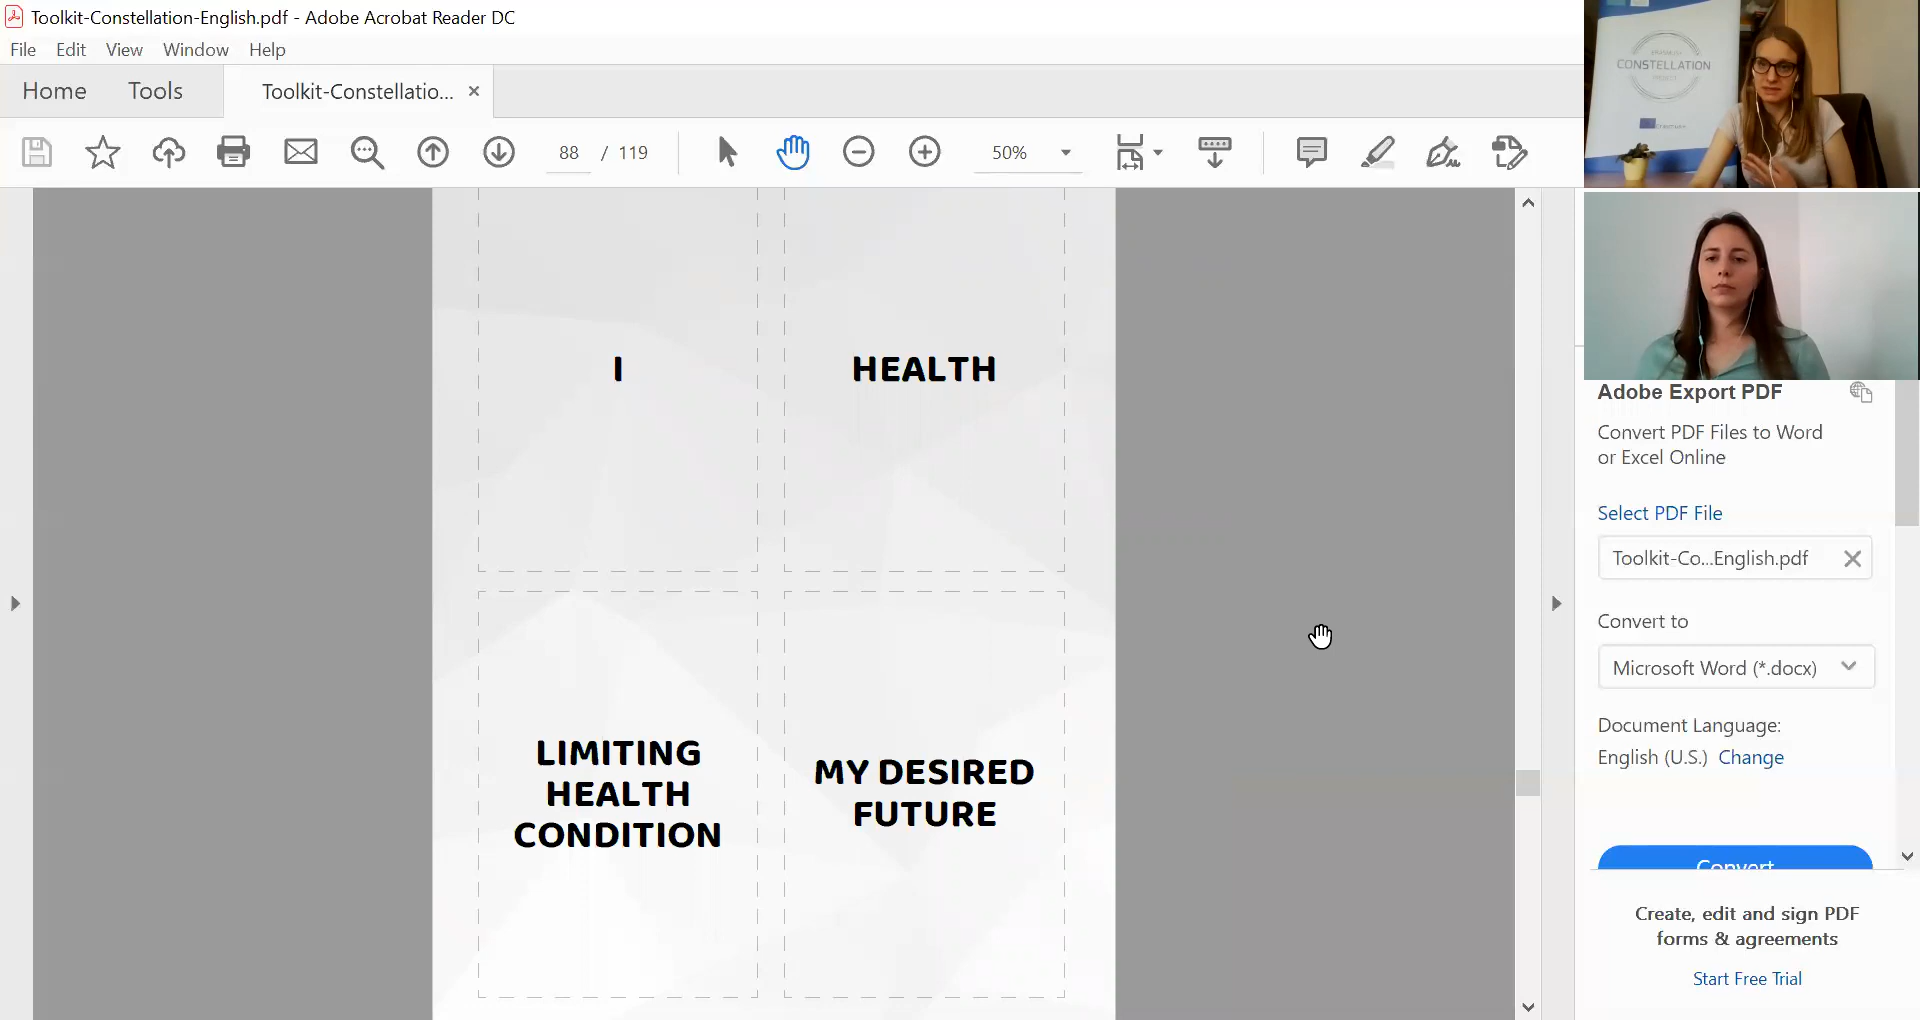 Toolkit-Constellation-English.pdf - Adobe Acrobat Reader DC
File Edit View Window Help
Home Tools Toolkit-Constellatio...
88 / 119 50%
CONSTELLATION
I
HEALTH
LIMITING
HEALTH
CONDITION
MY DESIRED
FUTURE
Adobe Export PDF
Convert PDF Files to Word
or Excel Online
Select PDF File
Toolkit-Co...English.pdf
Convert to
Microsoft Word (*.docx)
Document Language:
English (U.S.) Change
Convert
Create, edit and sign PDF
forms & agreements
Start Free Trial